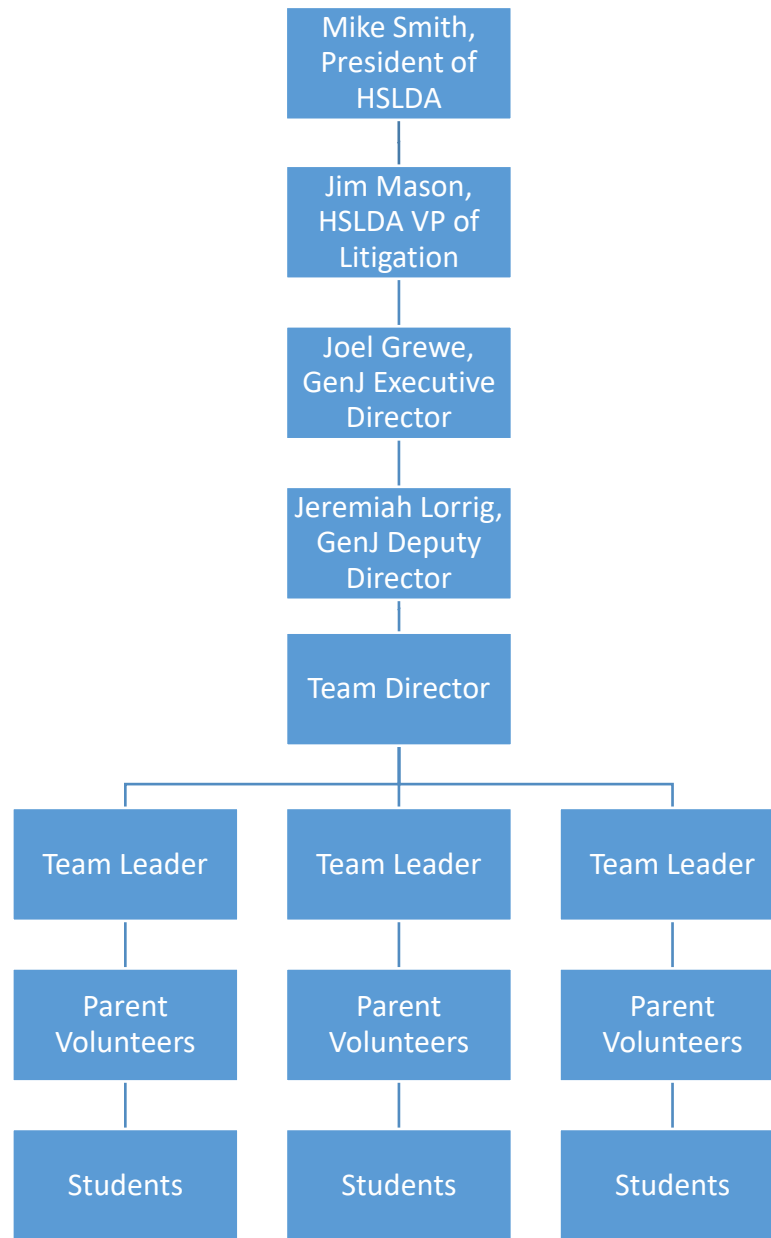 Mike Smith,
President of
HSLDA
Jim Mason,
HSLDA VP of
Litigation
Joel Grewe,
GenJ Executive
Director
Jeremiah Lorrig,
GenJ Deputy
Director
Team Director
Team Leader
Team Leader
Team Leader
Parent
Volunteers
Parent
Volunteers
Parent
Volunteers
Students
Students
Students